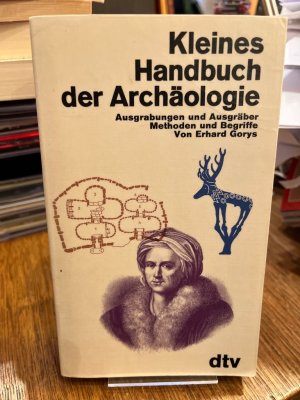 Kleines
Handbuch
der Archäologie
Ausgrabungen und Ausgräber
Methoden und Begriffe
Von Erhard Gorys
dtv